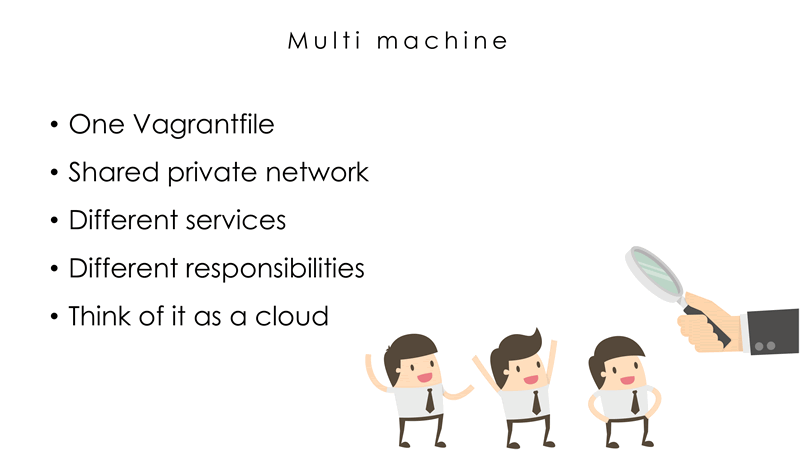 Multi machine
• One Vagrantfile
• Shared private network
• Different services
• Different responsibilities
• Think of it as a cloud